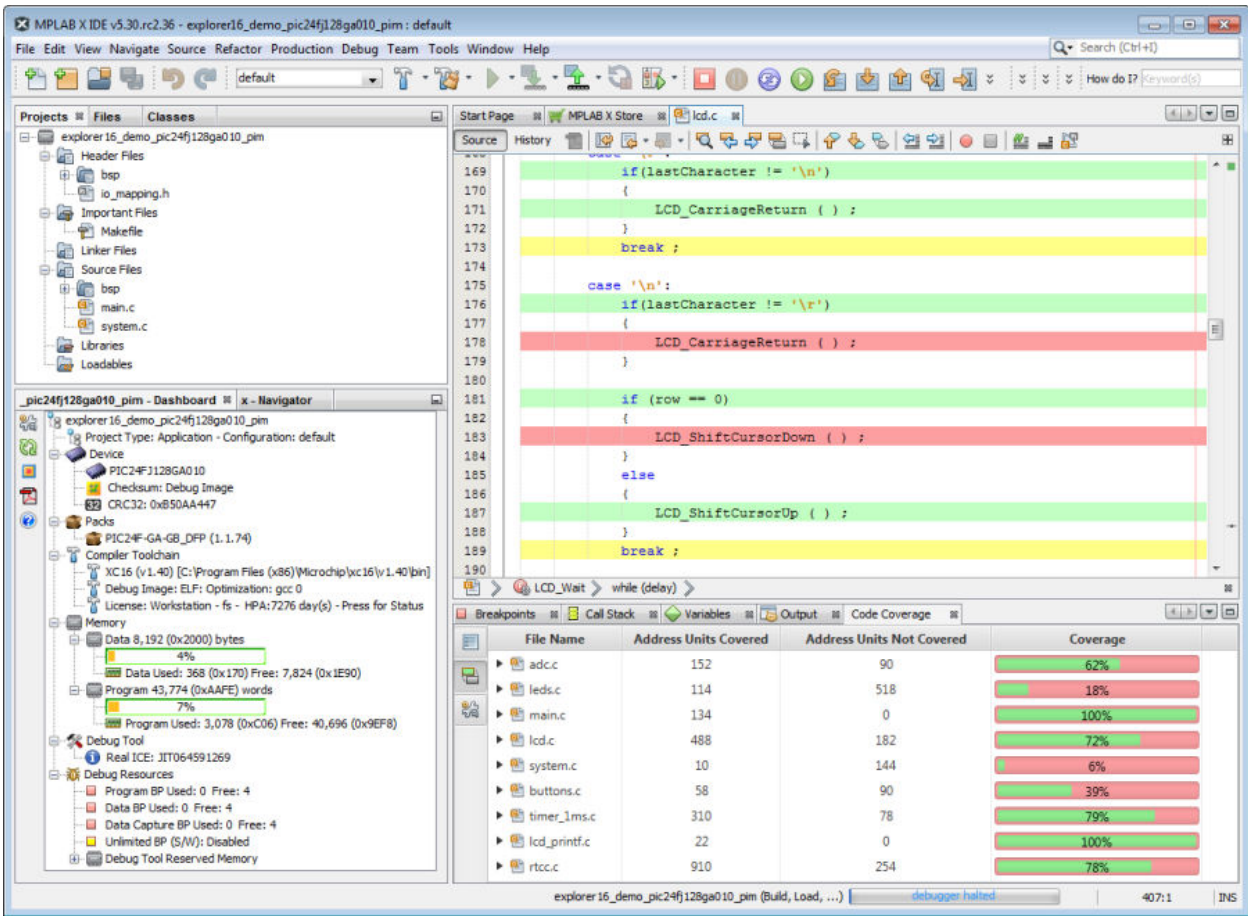 MPLAB X IDE v5.30.rc2.36 - explorer16_demo_pic24fj128ga010_pim : default
File Edit View Navigate Source Refactor Production Debug Team Tools Window Help
Search (Ctrl+I)
default
How do I? Keyword(s)
Projects Files Classes
explorer16_demo_pic24fj128ga010_pim
Header Files
bsp
io_mapping.h
Important Files
Makefile
Linker Files
Source Files
bsp
main.c
system.c
Libraries
Loadables
_pic24fj128ga010_pim - Dashboard x - Navigator
explorer16_demo_pic24fj128ga010_pim
Project Type: Application - Configuration: default
Device
PIC24FJ128GA010
Checksum: Debug Image
32 CRC32: 0xB50AA447
Packs
PIC24F-GA-GB_DFP (1.1.74)
Compiler Toolchain
XC16 (v1.40) [C:\Program Files (x86)\Microchip\xc16\v1.40\bin]
Debug Image: ELF: Optimization: gcc 0
License: Workstation - fs - HPA:7276 day(s) - Press for Status
Memory
Data 8,192 (0x2000) bytes
4%
Data Used: 368 (0x170) Free: 7,824 (0x1E90)
Program 43,774 (0xAAFE) words
7%
Program Used: 3,078 (0xC06) Free: 40,696 (0x9EF8)
Debug Tool
Real ICE: JIT064591269
Debug Resources
Program BP Used: 0 Free: 4
Data BP Used: 0 Free: 4
Data Capture BP Used: 0 Free: 4
Unlimited BP (S/W): Disabled
Debug Tool Reserved Memory
Start Page MPLAB X Store lcd.c
Source History
169 if(lastCharacter != '\n')
170 {
171 LCD_CarriageReturn ( ) ;
172 }
173 break ;
174
175 case '\n':
176 if(lastCharacter != '\r')
177 {
178 LCD_CarriageReturn ( ) ;
179 }
180
181 if (row == 0)
182 {
183 LCD_ShiftCursorDown ( ) ;
184 }
185 else
186 {
187 LCD_ShiftCursorUp ( ) ;
188 }
189 break ;
190
LCD_Wait while (delay)
Breakpoints Call Stack Variables Output Code Coverage
File Name Address Units Covered Address Units Not Covered Coverage
adc.c 152 90 62%
leds.c 114 518 18%
main.c 134 0 100%
lcd.c 488 182 72%
system.c 10 144 6%
buttons.c 58 90 39%
timer_1ms.c 310 78 79%
lcd_printf.c 22 0 100%
rtcc.c 910 254 78%
explorer16_demo_pic24fj128ga010_pim (Build, Load, ...) debugger halted 407:1 INS